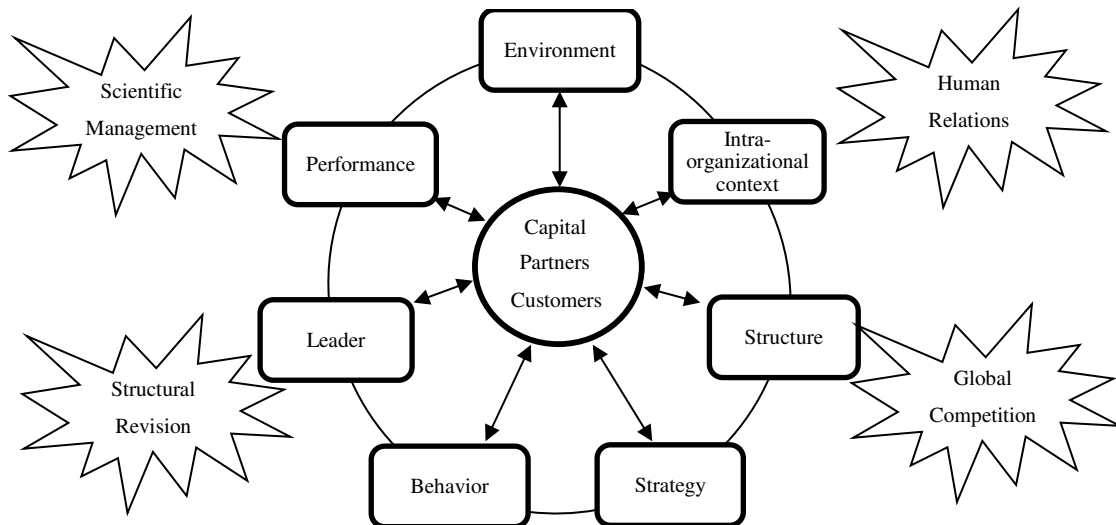 Environment
Scientific
Management
Human
Relations
Performance
Intra-
organizational
context
Capital
Partners
Customers
Leader
Structure
Structural
Revision
Global
Competition
Behavior
Strategy